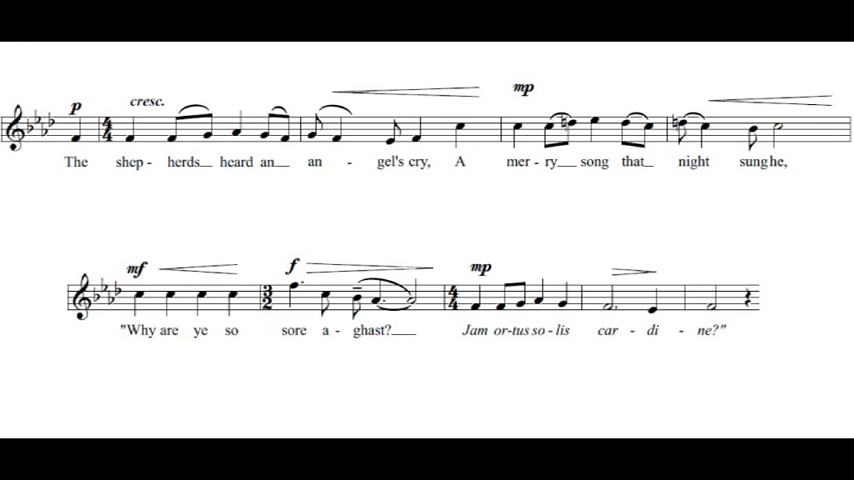 p cresc. mp
The shep - herds heard an an - gel's cry, A mer - ry song that night sung he,
mf f mp
"Why are ye so sore a - ghast? Jam or-tus so - lis car - di - ne?"